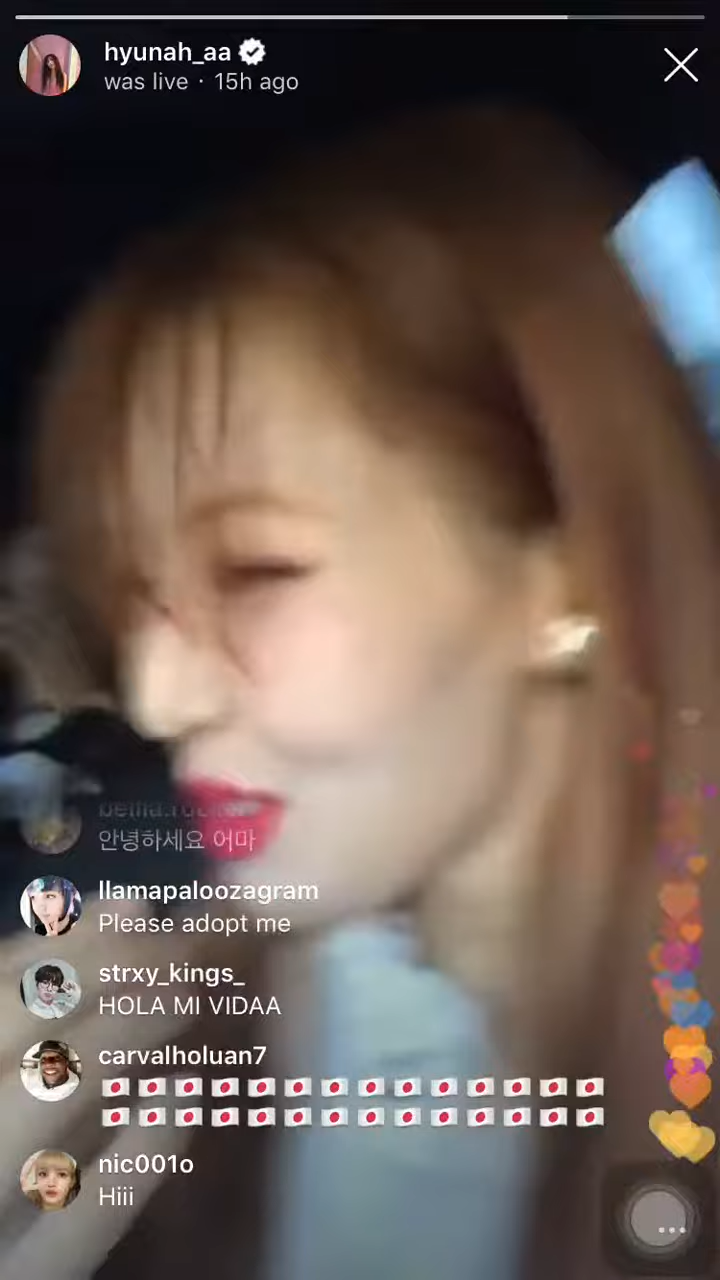 hyunah_aa
was live · 15h ago
안녕하세요 어마
llamapaloozagram
Please adopt me
strxy_kings_
HOLA MI VIDAA
carvalholuan7
🇯🇵🇯🇵🇯🇵🇯🇵🇯🇵🇯🇵🇯🇵🇯🇵🇯🇵🇯🇵🇯🇵🇯🇵🇯🇵🇯🇵
🇯🇵🇯🇵🇯🇵🇯🇵🇯🇵🇯🇵🇯🇵🇯🇵🇯🇵🇯🇵🇯🇵🇯🇵🇯🇵🇯🇵
nic001o
Hiii